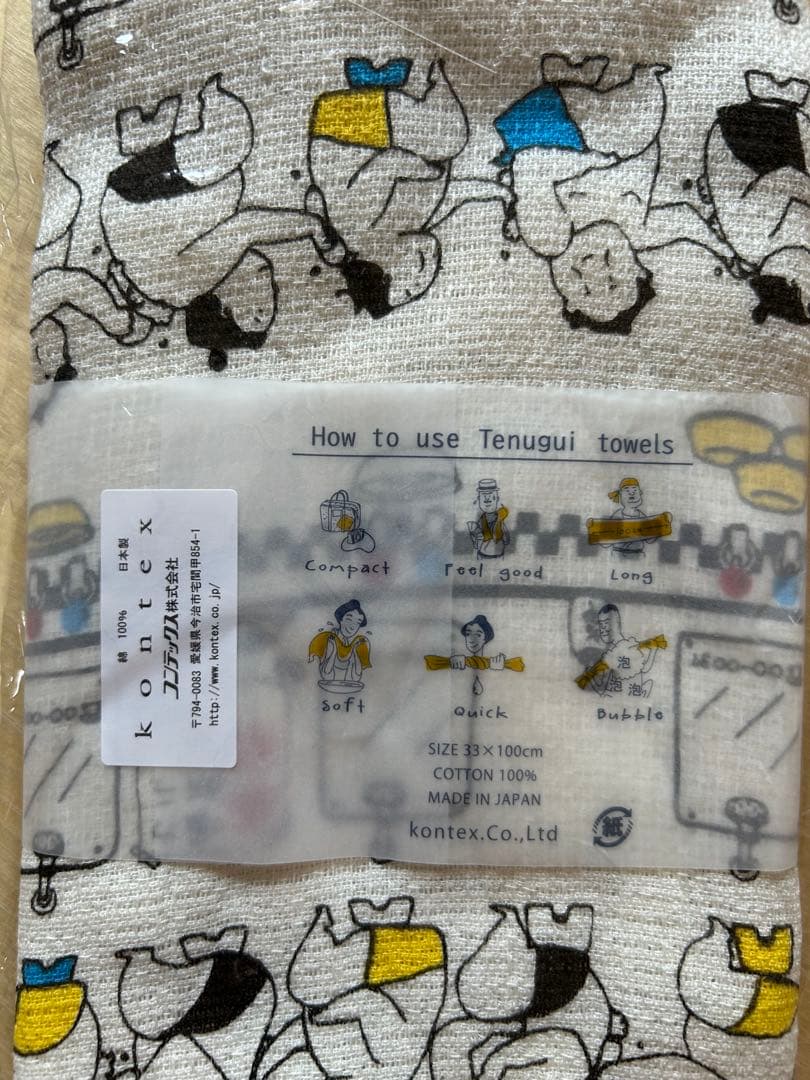 How to use Tenugui towels
Compact
Feel good
Long
Soft
Quick
Bubble
泡
泡 泡
SIZE 33×100cm
COTTON 100%
MADE IN JAPAN
kontex.Co.,Ltd
紙
綿 100% 日本製
kontex
コンテックス株式会社
〒794-0083 愛媛県今治市宅間甲854-1
http://www.kontex.co.jp/